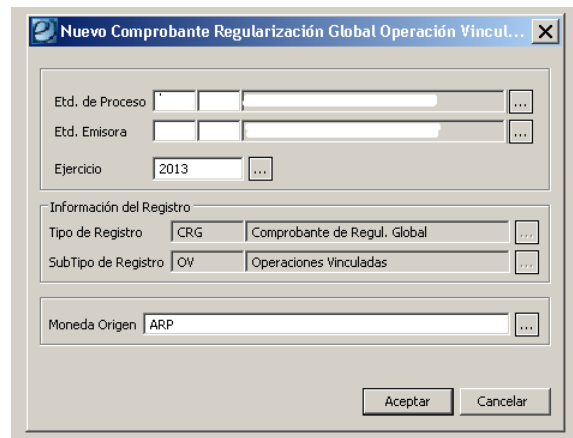 Nuevo Comprobante Regularización Global Operación Vincul...
Etd. de Proceso ...
Etd. Emisora ...
Ejercicio 2013 ...
Información del Registro
Tipo de Registro CRG Comprobante de Regul. Global ...
SubTipo de Registro OV Operaciones Vinculadas ...
Moneda Origen ARP ...
Aceptar Cancelar